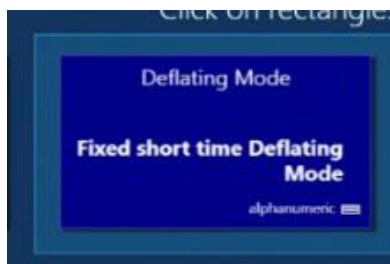 Click on rectangle
Deflating Mode
Fixed short time Deflating
Mode
alphanumeric